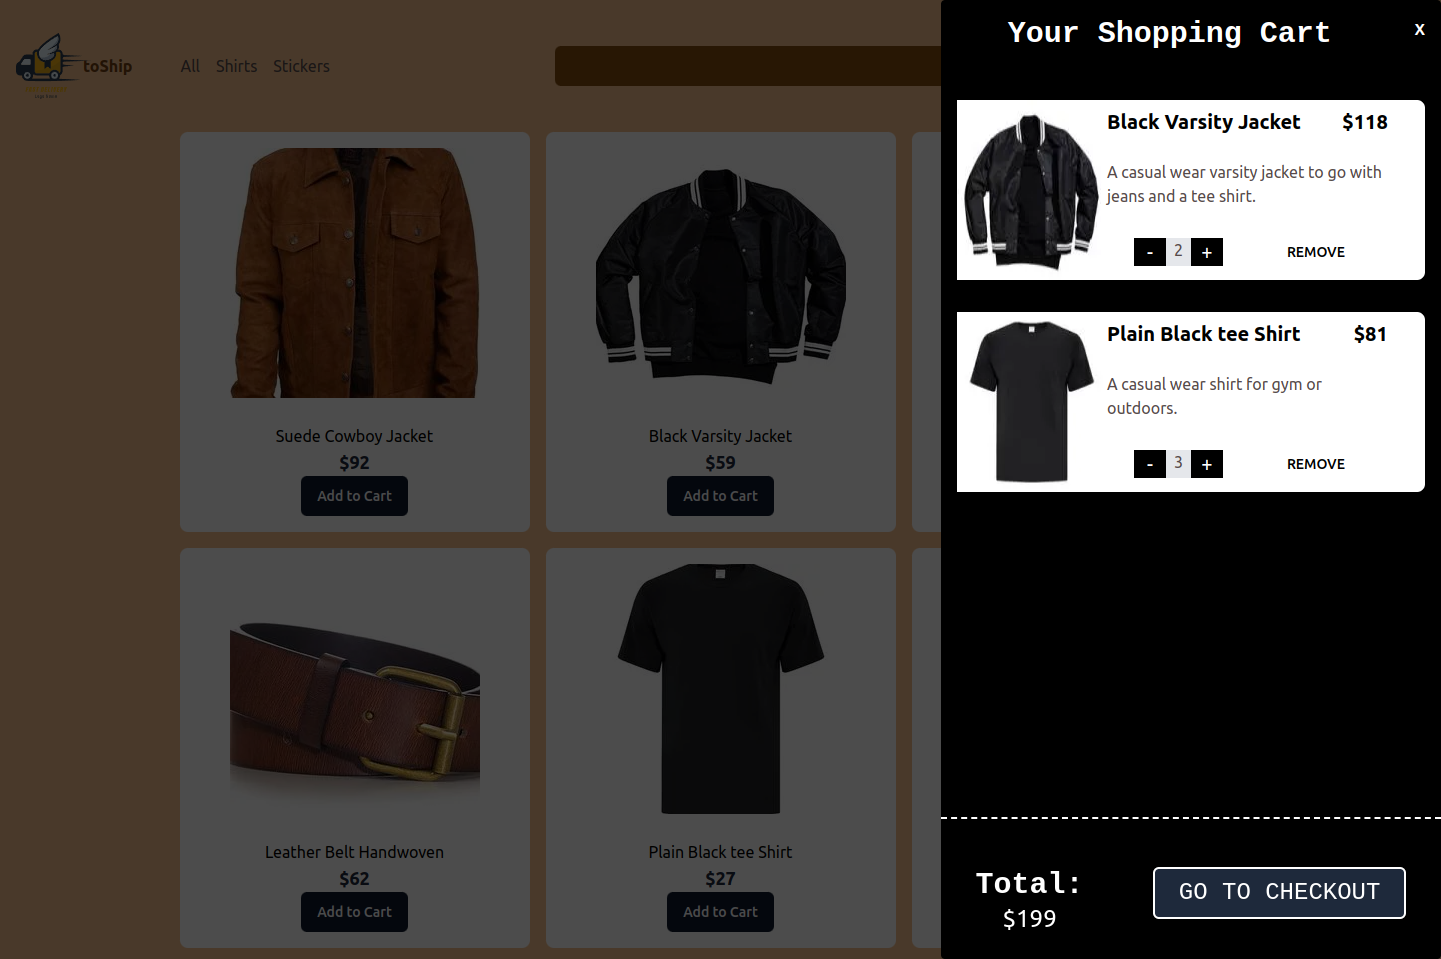 toShip
All
Shirts
Stickers
Suede Cowboy Jacket
$92
Add to Cart
Black Varsity Jacket
$59
Add to Cart
Leather Belt Handwoven
$62
Add to Cart
Plain Black tee Shirt
$27
Add to Cart
Your Shopping Cart
X
Black Varsity Jacket $118
A casual wear varsity jacket to go with
jeans and a tee shirt.
- 2 + REMOVE
Plain Black tee Shirt $81
A casual wear shirt for gym or
outdoors.
- 3 + REMOVE
Total:
$199
GO TO CHECKOUT